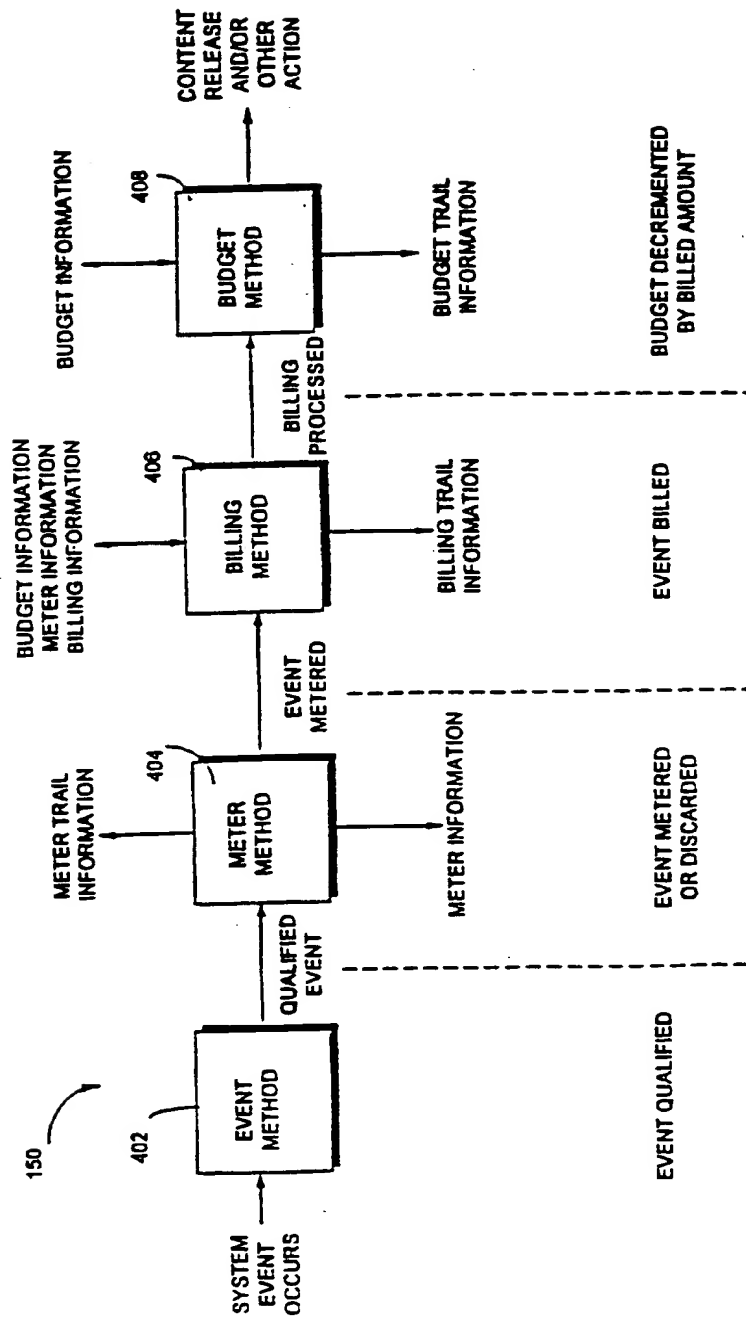 150
SYSTEM
EVENT
OCCURS
402
EVENT
METHOD
QUALIFIED
EVENT
EVENT QUALIFIED
METER TRAIL
INFORMATION
404
METER
METHOD
EVENT
METERED
METER INFORMATION
EVENT METERED
OR DISCARDED
BUDGET INFORMATION
METER INFORMATION
BILLING INFORMATION
406
BILLING
METHOD
BILLING
PROCESSED
BILLING TRAIL
INFORMATION
EVENT BILLED
BUDGET INFORMATION
408
BUDGET
METHOD
CONTENT
RELEASE
AND/OR
OTHER
ACTION
BUDGET TRAIL
INFORMATION
BUDGET DECREMENTED
BY BILLED AMOUNT